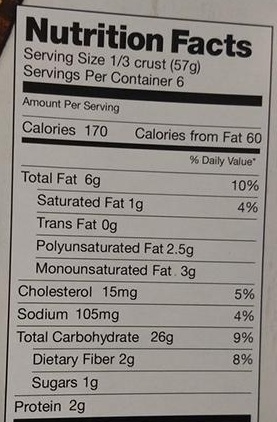 Nutrition Facts
Serving Size 1/3 crust (57g)
Servings Per Container 6
Amount Per Serving
Calories 170 Calories from Fat 60
% Daily Value*
Total Fat 6g 10%
Saturated Fat 1g 4%
Trans Fat 0g
Polyunsaturated Fat 2.5g
Monounsaturated Fat. 3g
Cholesterol 15mg 5%
Sodium 105mg 4%
Total Carbohydrate 26g 9%
Dietary Fiber 2g 8%
Sugars 1g
Protein 2g